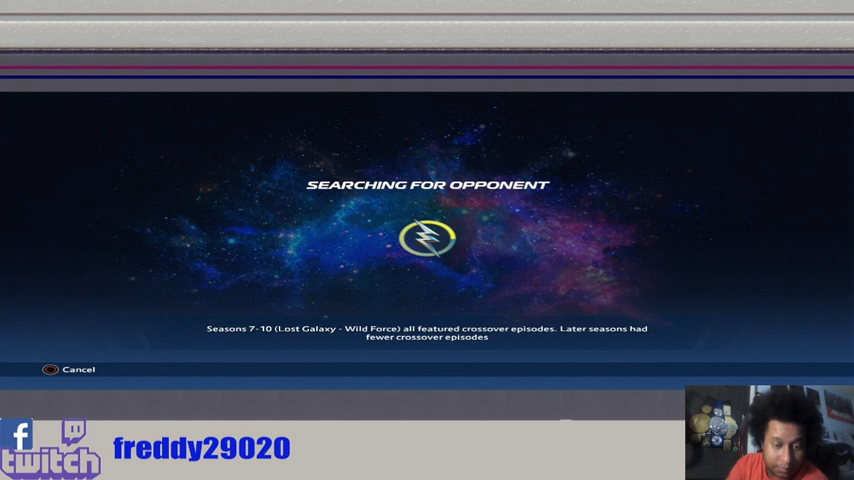 SEARCHING FOR OPPONENT
Seasons 7-10 (Lost Galaxy - Wild Force) all featured crossover episodes. Later seasons had
fewer crossover episodes
Cancel
f
twitch
freddy29020